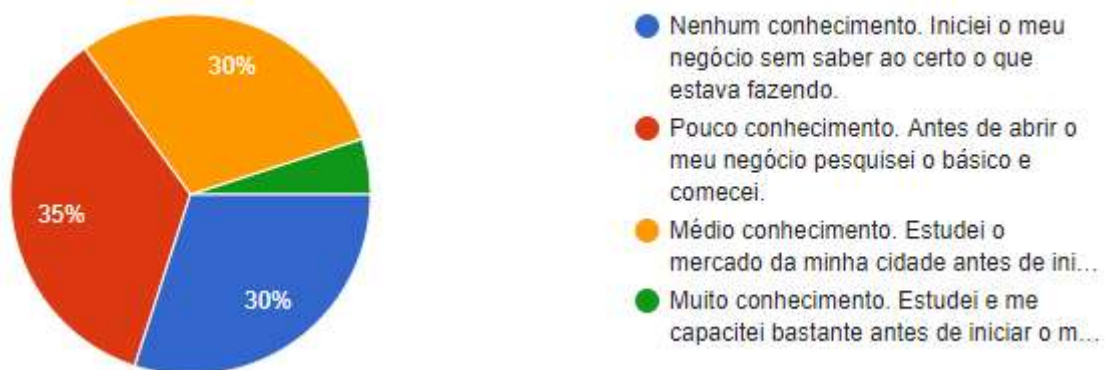 30%
35%
30%
Nenhum conhecimento. Iniciei o meu
negócio sem saber ao certo o que
estava fazendo.
Pouco conhecimento. Antes de abrir o
meu negócio pesquisei o básico e
comecei.
Médio conhecimento. Estudei o
mercado da minha cidade antes de ini...
Muito conhecimento. Estudei e me
capacitei bastante antes de iniciar o m...